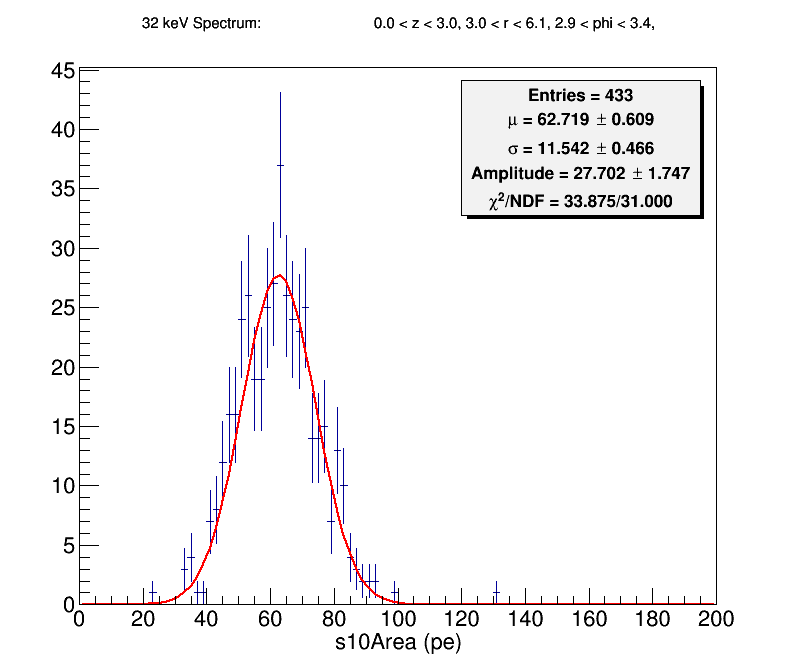 32 keV Spectrum: 0.0 < z < 3.0, 3.0 < r < 6.1, 2.9 < phi < 3.4,
Entries = 433
μ = 62.719 ± 0.609
σ = 11.542 ± 0.466
Amplitude = 27.702 ± 1.747
χ²/NDF = 33.875/31.000
45
40
35
30
25
20
15
10
5
0
0 20 40 60 80 100 120 140 160 180 200
s10Area (pe)